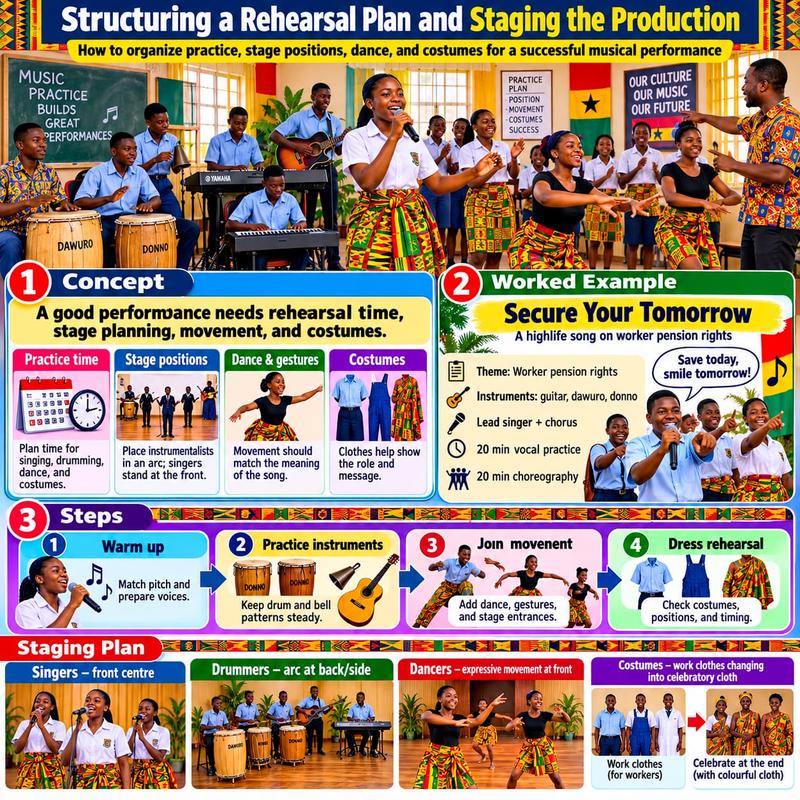 Structuring a Rehearsal Plan and Staging the Production
How to organize practice, stage positions, dance, and costumes for a successful musical performance
MUSIC
PRACTICE
BUILDS
GREAT
PERFORMANCES
PRACTICE
PLAN
· POSITION
· MOVEMENT
· COSTUMES
SUCCESS
OUR CULTURE
OUR MUSIC
OUR FUTURE
YAMAHA
DAWURO
DONNO
1 Concept
A good performance needs rehearsal time,
stage planning, movement, and costumes.
Practice time
Plan time for
singing, drumming,
dance, and
costumes.
Stage positions
Place instrumentalists
in an arc; singers
stand at the front.
Dance & gestures
Movement should
match the meaning
of the song.
Costumes
Clothes help show
the role and
message.
2 Worked Example
Secure Your Tomorrow
A highlife song on worker pension rights
Theme: Worker pension rights
Instruments: guitar, dawuro, donno
Lead singer + chorus
20 min vocal practice
20 min choreography
Save today,
smile tomorrow!
3 Steps
1 Warm up
Match pitch and
prepare voices.
2 Practice instruments
DONNO
DONNO
Keep drum and bell
patterns steady.
3 Join movement
Add dance, gestures,
and stage entrances.
4 Dress rehearsal
Check costumes,
positions, and timing.
Staging Plan
Singers – front centre
Drummers – arc at back/side
DAWURO
DONNO
Dancers – expressive movement at front
Costumes – work clothes changing
into celebratory cloth
Work clothes
(for workers)
Celebrate at the end
(with colourful cloth)